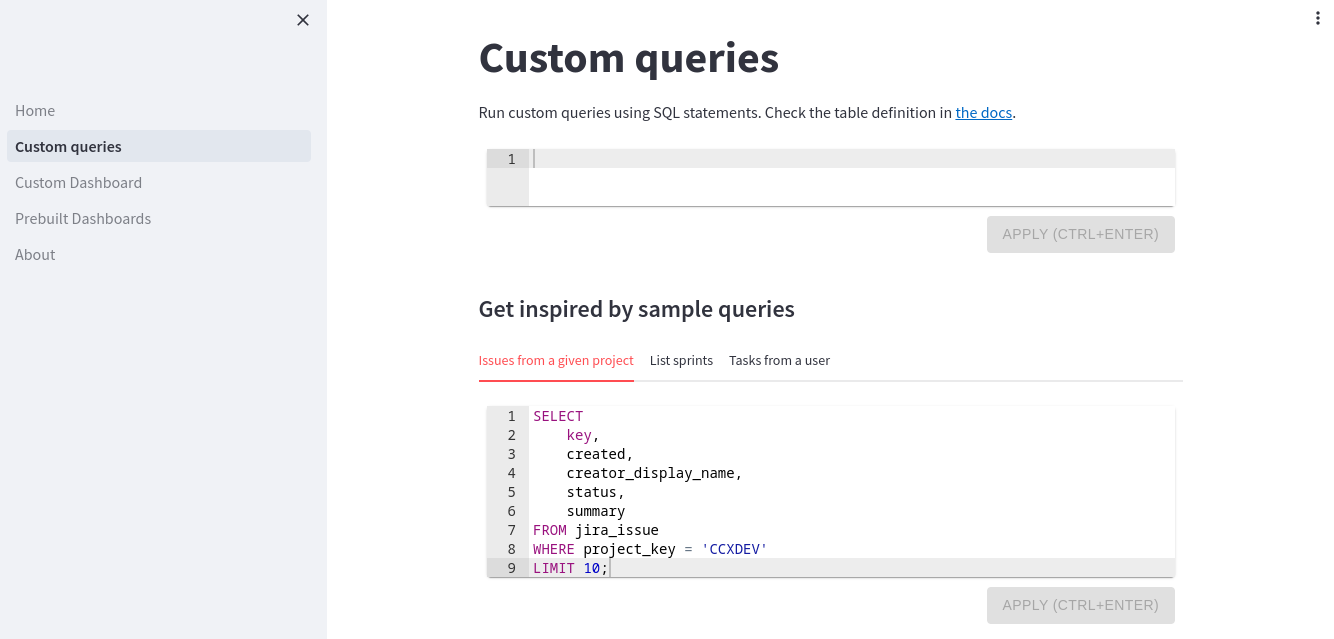 Home
Custom queries
Custom Dashboard
Prebuilt Dashboards
About
Custom queries
Run custom queries using SQL statements. Check the table definition in the docs.
1
APPLY (CTRL+ENTER)
Get inspired by sample queries
Issues from a given project List sprints Tasks from a user
1 SELECT
2     key,
3     created,
4     creator_display_name,
5     status,
6     summary
7 FROM jira_issue
8 WHERE project_key = 'CCXDEV'
9 LIMIT 10;
APPLY (CTRL+ENTER)